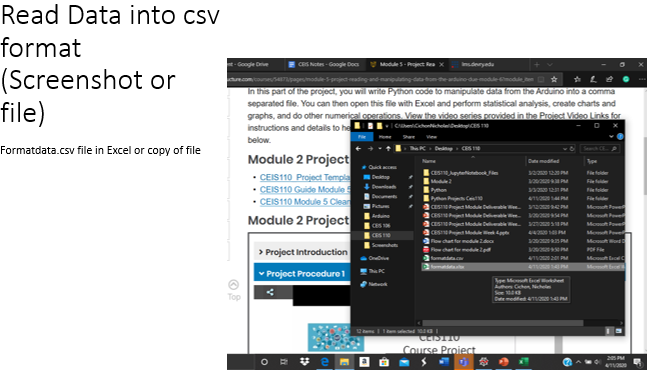 Read Data into csv
format
(Screenshot or
file)
Formatdata.csv file in Excel or copy of file
nt - Google Drive
CEIS Notes - Google Docs
Module 5 - Project Rea
lms.devry.edu
ucture.com/courses/54873/pages/module-5-project-reading-and-manipulating-data-from-the-arduino-due-module-6?module_item
In this part of the project, you will write Python code to manipulate data from the Arduino into a comma
separated file. You can then open this file with Excel and perform statistical analysis, create charts and
graphs, and do other numerical operations. View the video series provided in the Project Video Links for
instructions and details to he
below.
Module 2 Project
CEIS110 Project Templa
CEIS110 Guide Module 5
CEIS110 Module 5 Clean
Module 2 Project
Project Introduction
Project Procedure 1
Top
CEIS110
Course Project
C:\Users\CichonNicholas\Desktop\CEIS 110
File
Home
Share
View
This PC > Desktop > CEIS 110
Name
Date modified
Type
Quick access
Desktop
Downloads
Documents
Pictures
Arduino
CEIS 106
CEIS 110
Screenshots
OneDrive
This PC
Network
CEIS110_JupyterNotebook_Files 3/2/2020 12:20 PM File folder
Module 2 3/20/2020 9:38 PM File folder
Python 3/5/2020 12:31 PM File folder
Python Projects Ceis110 4/11/2020 1:44 PM File folder
CEIS110 Project Module Deliverable Wee... 3/12/2020 9:42 PM Microsoft PowerP
CEIS110 Project Module Deliverable Wee... 3/20/2020 9:54 PM Microsoft PowerP
CEIS110 Project Module Deliverable Wee... 3/27/2020 5:18 PM Microsoft PowerP
CEIS110 Project Module Week 4.pptx 4/4/2020 1:03 PM Microsoft PowerP
Flow chart for module 2.docx 3/20/2020 9:35 PM Microsoft Word D
Flow chart for module 2.pdf 3/20/2020 9:50 PM PDF File
formatdata.csv 4/11/2020 2:01 PM Microsoft Excel C
formatdata.xlsx 4/11/2020 1:43 PM Microsoft Excel
Type: Microsoft Excel Worksheet
Authors: Cichon, Nicholas
Size: 10.0 KB
Date modified: 4/11/2020 1:43 PM
12 items
1 item selected 10.0 KB
2:05 PM
4/11/2020